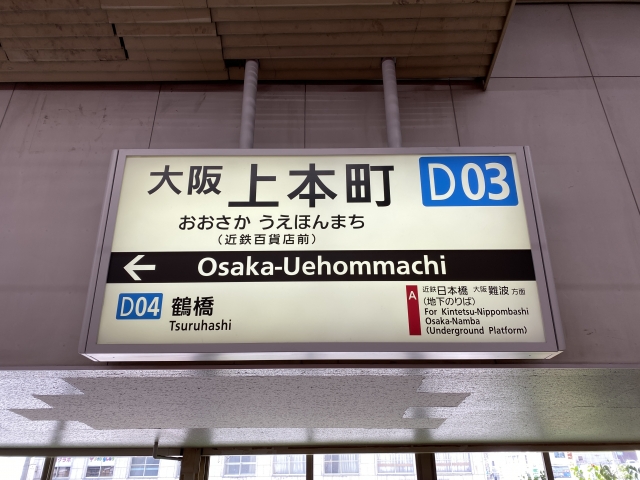 大阪 上本町 D03
おおさか うえほんまち
(近鉄百貨店前)
← Osaka-Uehommachi
D04 鶴橋
Tsuruhashi
A 近鉄日本橋 大阪難波 方面
(地下のりば)
For Kintetsu-Nippombashi
Osaka-Namba
(Underground Platform)